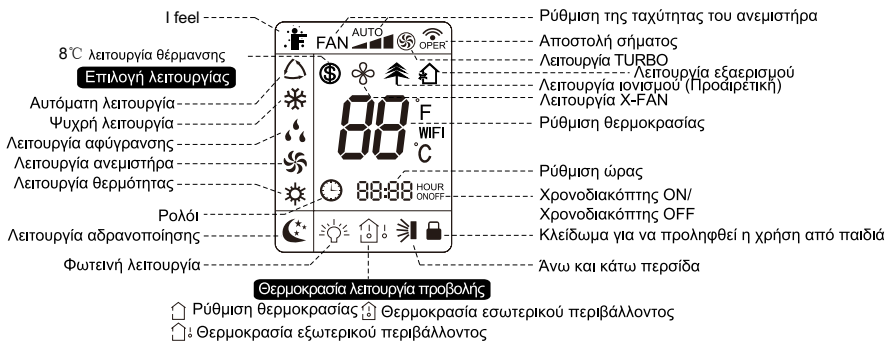 I feel
8℃ λειτουργία θέρμανσης
Επιλογή λειτουργίας
Αυτόματη λειτουργία
Ψυχρή λειτουργία
Λειτουργία αφύγρανσης
Λειτουργία ανεμιστήρα
Λειτουργία θερμότητας
Ρολόι
Λειτουργία αδρανοποίησης
Φωτεινή λειτουργία
FAN AUTO OPER
F
WIFI
88 °C
88:88 HOUR
ONOFF
Ρύθμιση της ταχύτητας του ανεμιστήρα
Αποστολή σήματος
Λειτουργία TURBO
Λειτουργία εξαερισμού
Λειτουργία ιονισμού (Προαιρετική)
Λειτουργία X-FAN
Ρύθμιση θερμοκρασίας
Ρύθμιση ώρας
Χρονοδιακόπτης ON/
Χρονοδιακόπτης OFF
Κλείδωμα για να προληφθεί η χρήση από παιδιά
Άνω και κάτω περσίδα
Θερμοκρασία λειτουργία προβολής
Ρύθμιση θερμοκρασίας Θερμοκρασία εσωτερικού περιβάλλοντος
Θερμοκρασία εξωτερικού περιβάλλοντος